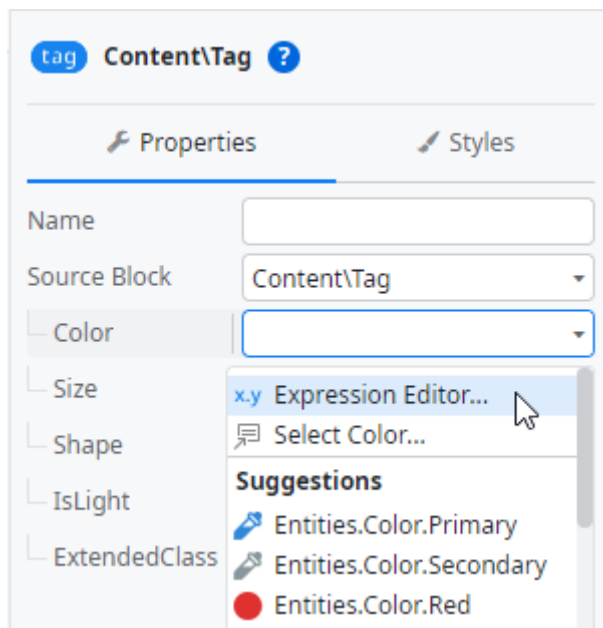 tag Content\Tag ?
Properties Styles
Name
Source Block Content\Tag
Color
Size
x.y Expression Editor...
Select Color...
Shape
Suggestions
IsLight
Entities.Color.Primary
ExtendedClass
Entities.Color.Secondary
Entities.Color.Red